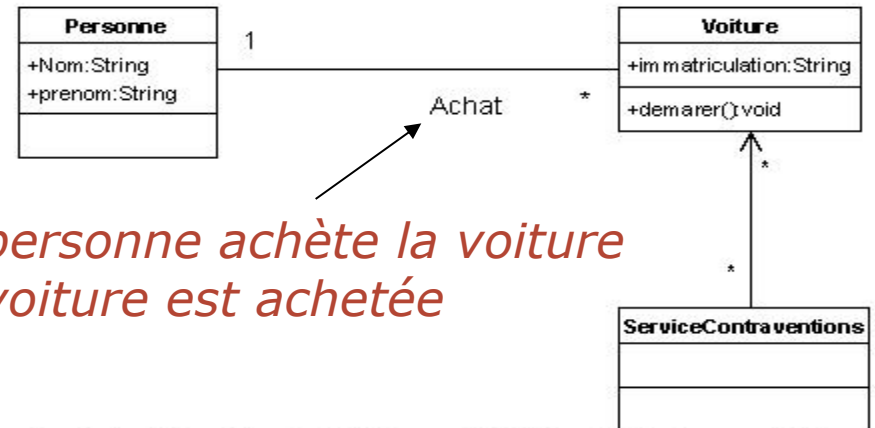 Personne
+Nom:String
+prenom:String
1
Achat
*
Voiture
+immatriculation:String
+demarer():void
*
personne achète la voiture
voiture est achetée
*
ServiceContraventions